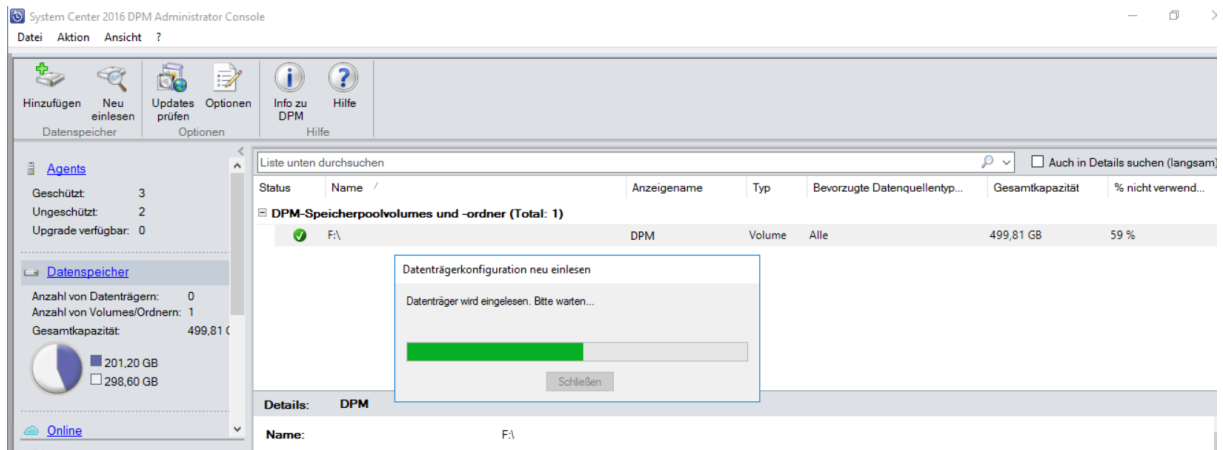 System Center 2016 DPM Administrator Console
Datei Aktion Ansicht ?
Hinzufügen Neu einlesen Updates prüfen Optionen Info zu DPM Hilfe
Datenspeicher Optionen Hilfe
Agents
Geschützt: 3
Ungeschützt: 2
Upgrade verfügbar: 0
Datenspeicher
Anzahl von Datenträgern: 0
Anzahl von Volumes/Ordnern: 1
Gesamtkapazität: 499,81
201,20 GB
298,60 GB
Online
Liste unten durchsuchen
Auch in Details suchen (langsam)
Status Name Anzeigename Typ Bevorzugte Datenquellentyp... Gesamtkapazität % nicht verwend...
DPM-Speicherpoolvolumes und -ordner (Total: 1)
F:\ DPM Volume Alle 499,81 GB 59 %
Datenträgerkonfiguration neu einlesen
Datenträger wird eingelesen. Bitte warten...
Schließen
Details: DPM
Name: F:\